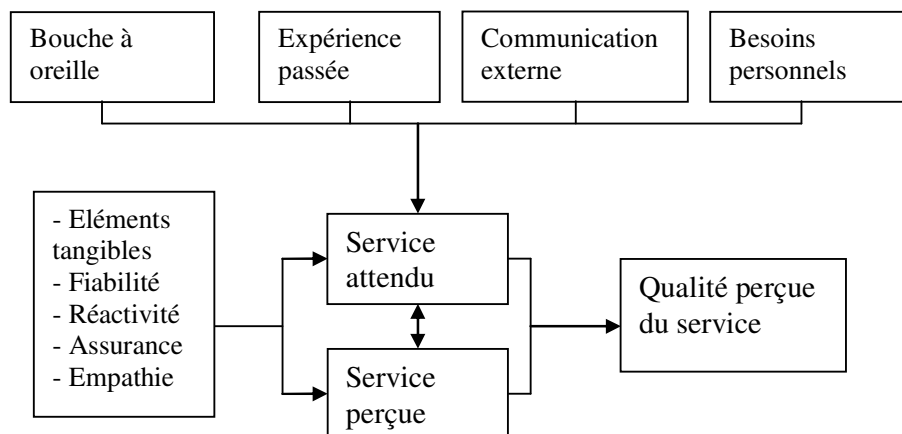 Bouche à
oreille
Expérience
passée
Communication
externe
Besoins
personnels
- Eléments
tangibles
- Fiabilité
- Réactivité
- Assurance
- Empathie
Service
attendu
Service
perçue
Qualité perçue
du service